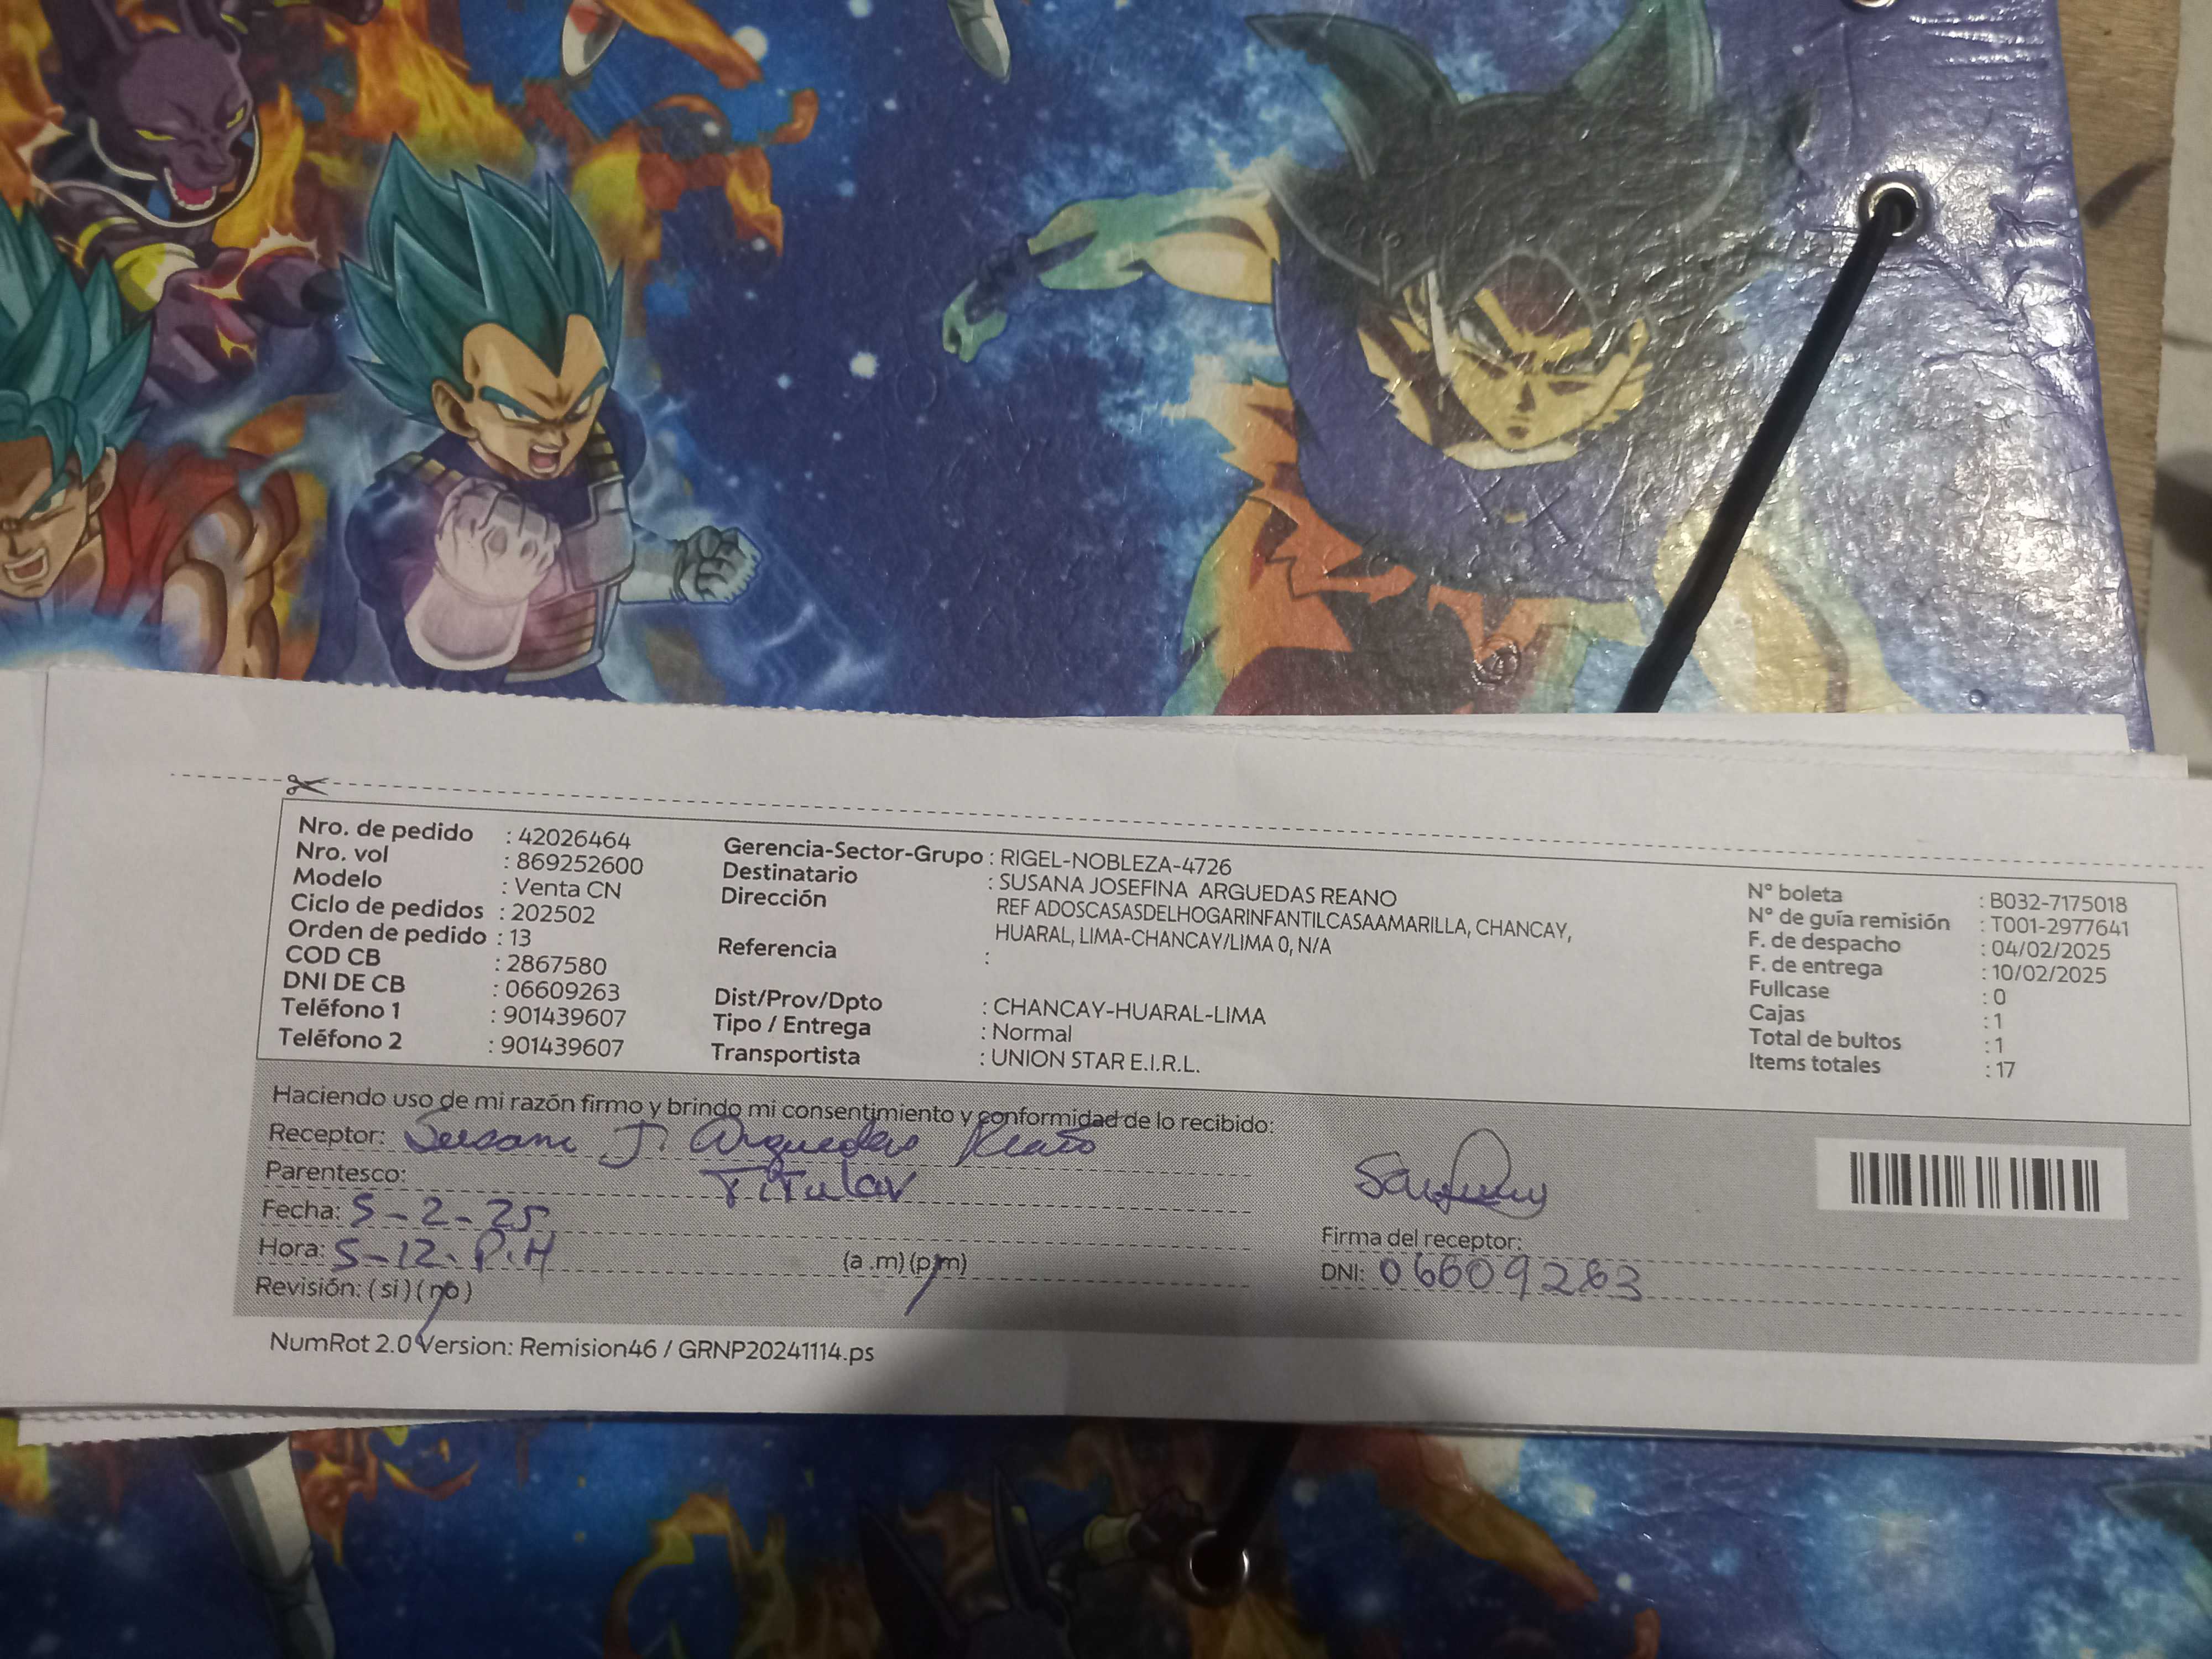 Nro. de pedido : 42026464
Nro. vol : 869252600
Modelo : Venta CN
Ciclo de pedidos : 202502
Orden de pedido : 13
COD CB : 2867580
DNI DE CB : 06609263
Teléfono 1 : 901439607
Teléfono 2 : 901439607
Gerencia-Sector-Grupo : RIGEL-NOBLEZA-4726
Destinatario : SUSANA JOSEFINA ARGUEDAS REANO
Dirección REF ADOSCASASDELHOGARINFANTILCASAAMARILLA, CHANCAY,
HUARAL, LIMA-CHANCAY/LIMA 0, N/A
Referencia :
Dist/Prov/Dpto : CHANCAY-HUARAL-LIMA
Tipo / Entrega : Normal
Transportista : UNION STAR E.I.R.L.
N° boleta : B032-7175018
N° de guía remisión : T001-2977641
F. de despacho : 04/02/2025
F. de entrega : 10/02/2025
Fullcase : 0
Cajas : 1
Total de bultos : 1
Items totales : 17
Haciendo uso de mi razón firmo y brindo mi consentimiento y conformidad de lo recibido:
Receptor: Susana J. Arguedas Reaño
Parentesco: Titular
Fecha: 5-2-25
Hora: 5-12. P.M (a .m) (p.m)
Revisión: ( si ) ( no )
Firma del receptor:
DNI: 06609263
NumRot 2.0 Version: Remision46 / GRNP20241114.ps